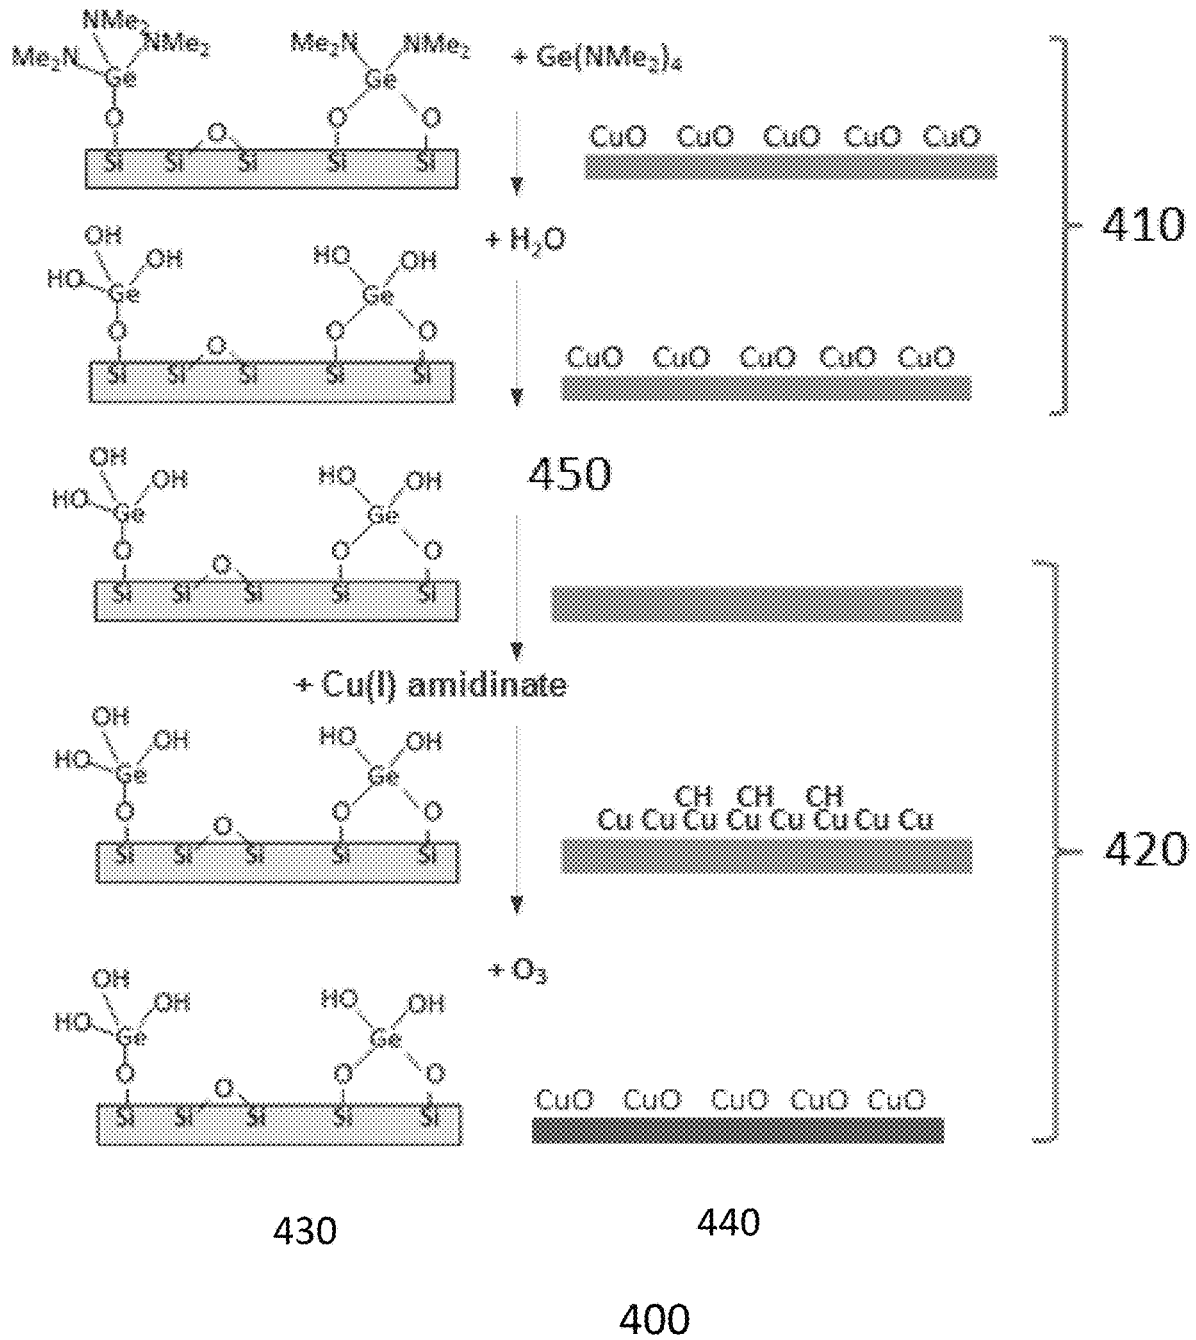 NMe₂
Me₂N NMe₂ Me₂N NMe₂ + Ge(NMe₂)₄
Ge Ge
O O O O CuO CuO CuO CuO CuO
Si Si Si Si Si
410
OH + H₂O
HO OH HO OH
Ge Ge
O O O O CuO CuO CuO CuO CuO
Si Si Si Si Si
OH 450
HO OH HO OH
Ge Ge
O O O O
Si Si Si Si Si
+ Cu(I) amidinate
OH
HO OH HO OH
Ge Ge
CH CH CH
O O O O Cu Cu Cu Cu Cu Cu Cu Cu
Si Si Si Si Si
420
+ O₃
OH
HO OH HO OH
Ge Ge
O O O O CuO CuO CuO CuO CuO
Si Si Si Si Si
430 440
400